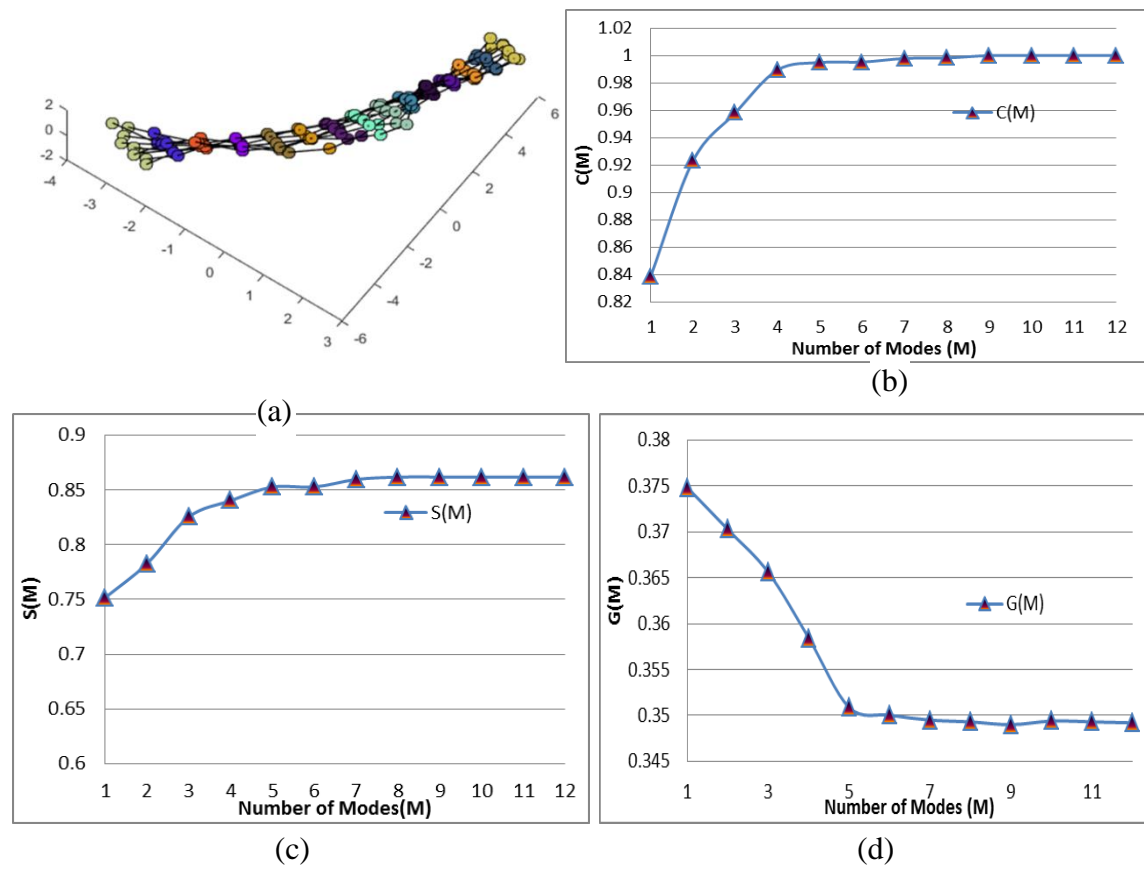 2
0
-2
-4
-3
-2
-1
0
1
2
3
-6
-4
-2
0
2
4
6
(a)
1.02
1
0.98
0.96
0.94
0.92
0.9
0.88
0.86
0.84
0.82
C(M)
C(M)
1 2 3 4 5 6 7 8 9 10 11 12
Number of Modes (M)
(b)
0.9
0.85
0.8
0.75
0.7
0.65
0.6
S(M)
S(M)
1 2 3 4 5 6 7 8 9 10 11 12
Number of Modes(M)
(c)
0.38
0.375
0.37
0.365
0.36
0.355
0.35
0.345
G(M)
G(M)
1 3 5 7 9 11
Number of Modes (M)
(d)